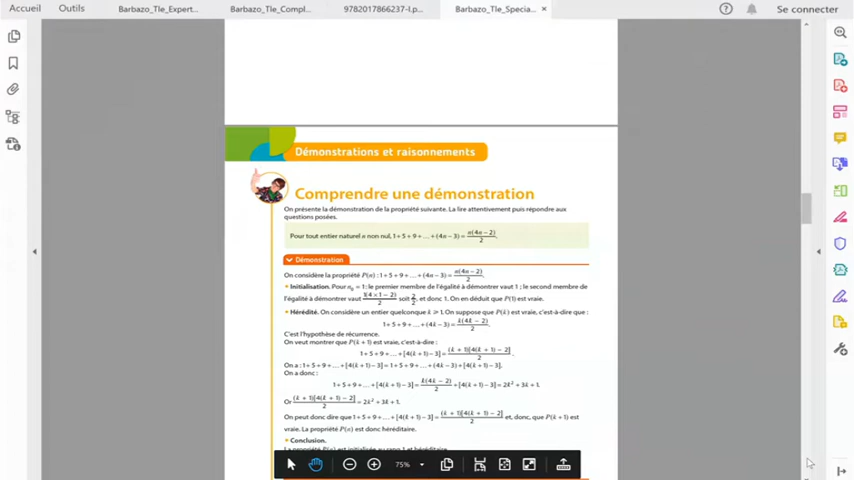 Accueil Outils Barbazo_Tle_Expert... Barbazo_Tle_Compl... 9782017866237-I.p... Barbazo_Tle_Specia... × Se connecter
Démonstrations et raisonnements
Comprendre une démonstration
On présente la démonstration de la propriété suivante. La lire attentivement puis répondre aux
questions posées.
Pour tout entier naturel n non nul, 1+5+9+...+(4n−3)=n(4n−2)/2.
Démonstration
On considère la propriété P(n) : 1+5+9+...+(4n−3)=n(4n−2)/2.
• Initialisation. Pour n₀ = 1 : le premier membre de l'égalité à démontrer vaut 1 ; le second membre de
l'égalité à démontrer vaut 1(4×1−2)/2 soit 2/2, et donc 1. On en déduit que P(1) est vraie.
• Hérédité. On considère un entier quelconque k ⩾ 1. On suppose que P(k) est vraie, c'est-à-dire que :
1+5+9+...+(4k−3)=k(4k−2)/2.
C'est l'hypothèse de récurrence.
On veut montrer que P(k+1) est vraie, c'est-à-dire :
1+5+9+...+[4(k+1)−3]=(k+1)[4(k+1)−2]/2.
On a : 1+5+9+...+[4(k+1)−3]=1+5+9+...+(4k−3)+[4(k+1)−3].
On a donc :
1+5+9+...+[4(k+1)−3]=k(4k−2)/2+[4(k+1)−3]=2k²+3k+1.
Or (k+1)[4(k+1)−2]/2=2k²+3k+1.
On peut donc dire que 1+5+9+...+[4(k+1)−3]=(k+1)[4(k+1)−2]/2 et, donc, que P(k+1) est
vraie. La propriété P(n) est donc héréditaire.
• Conclusion.
La propriété P(n) est initialisée au rang 1 et héréditaire
75%